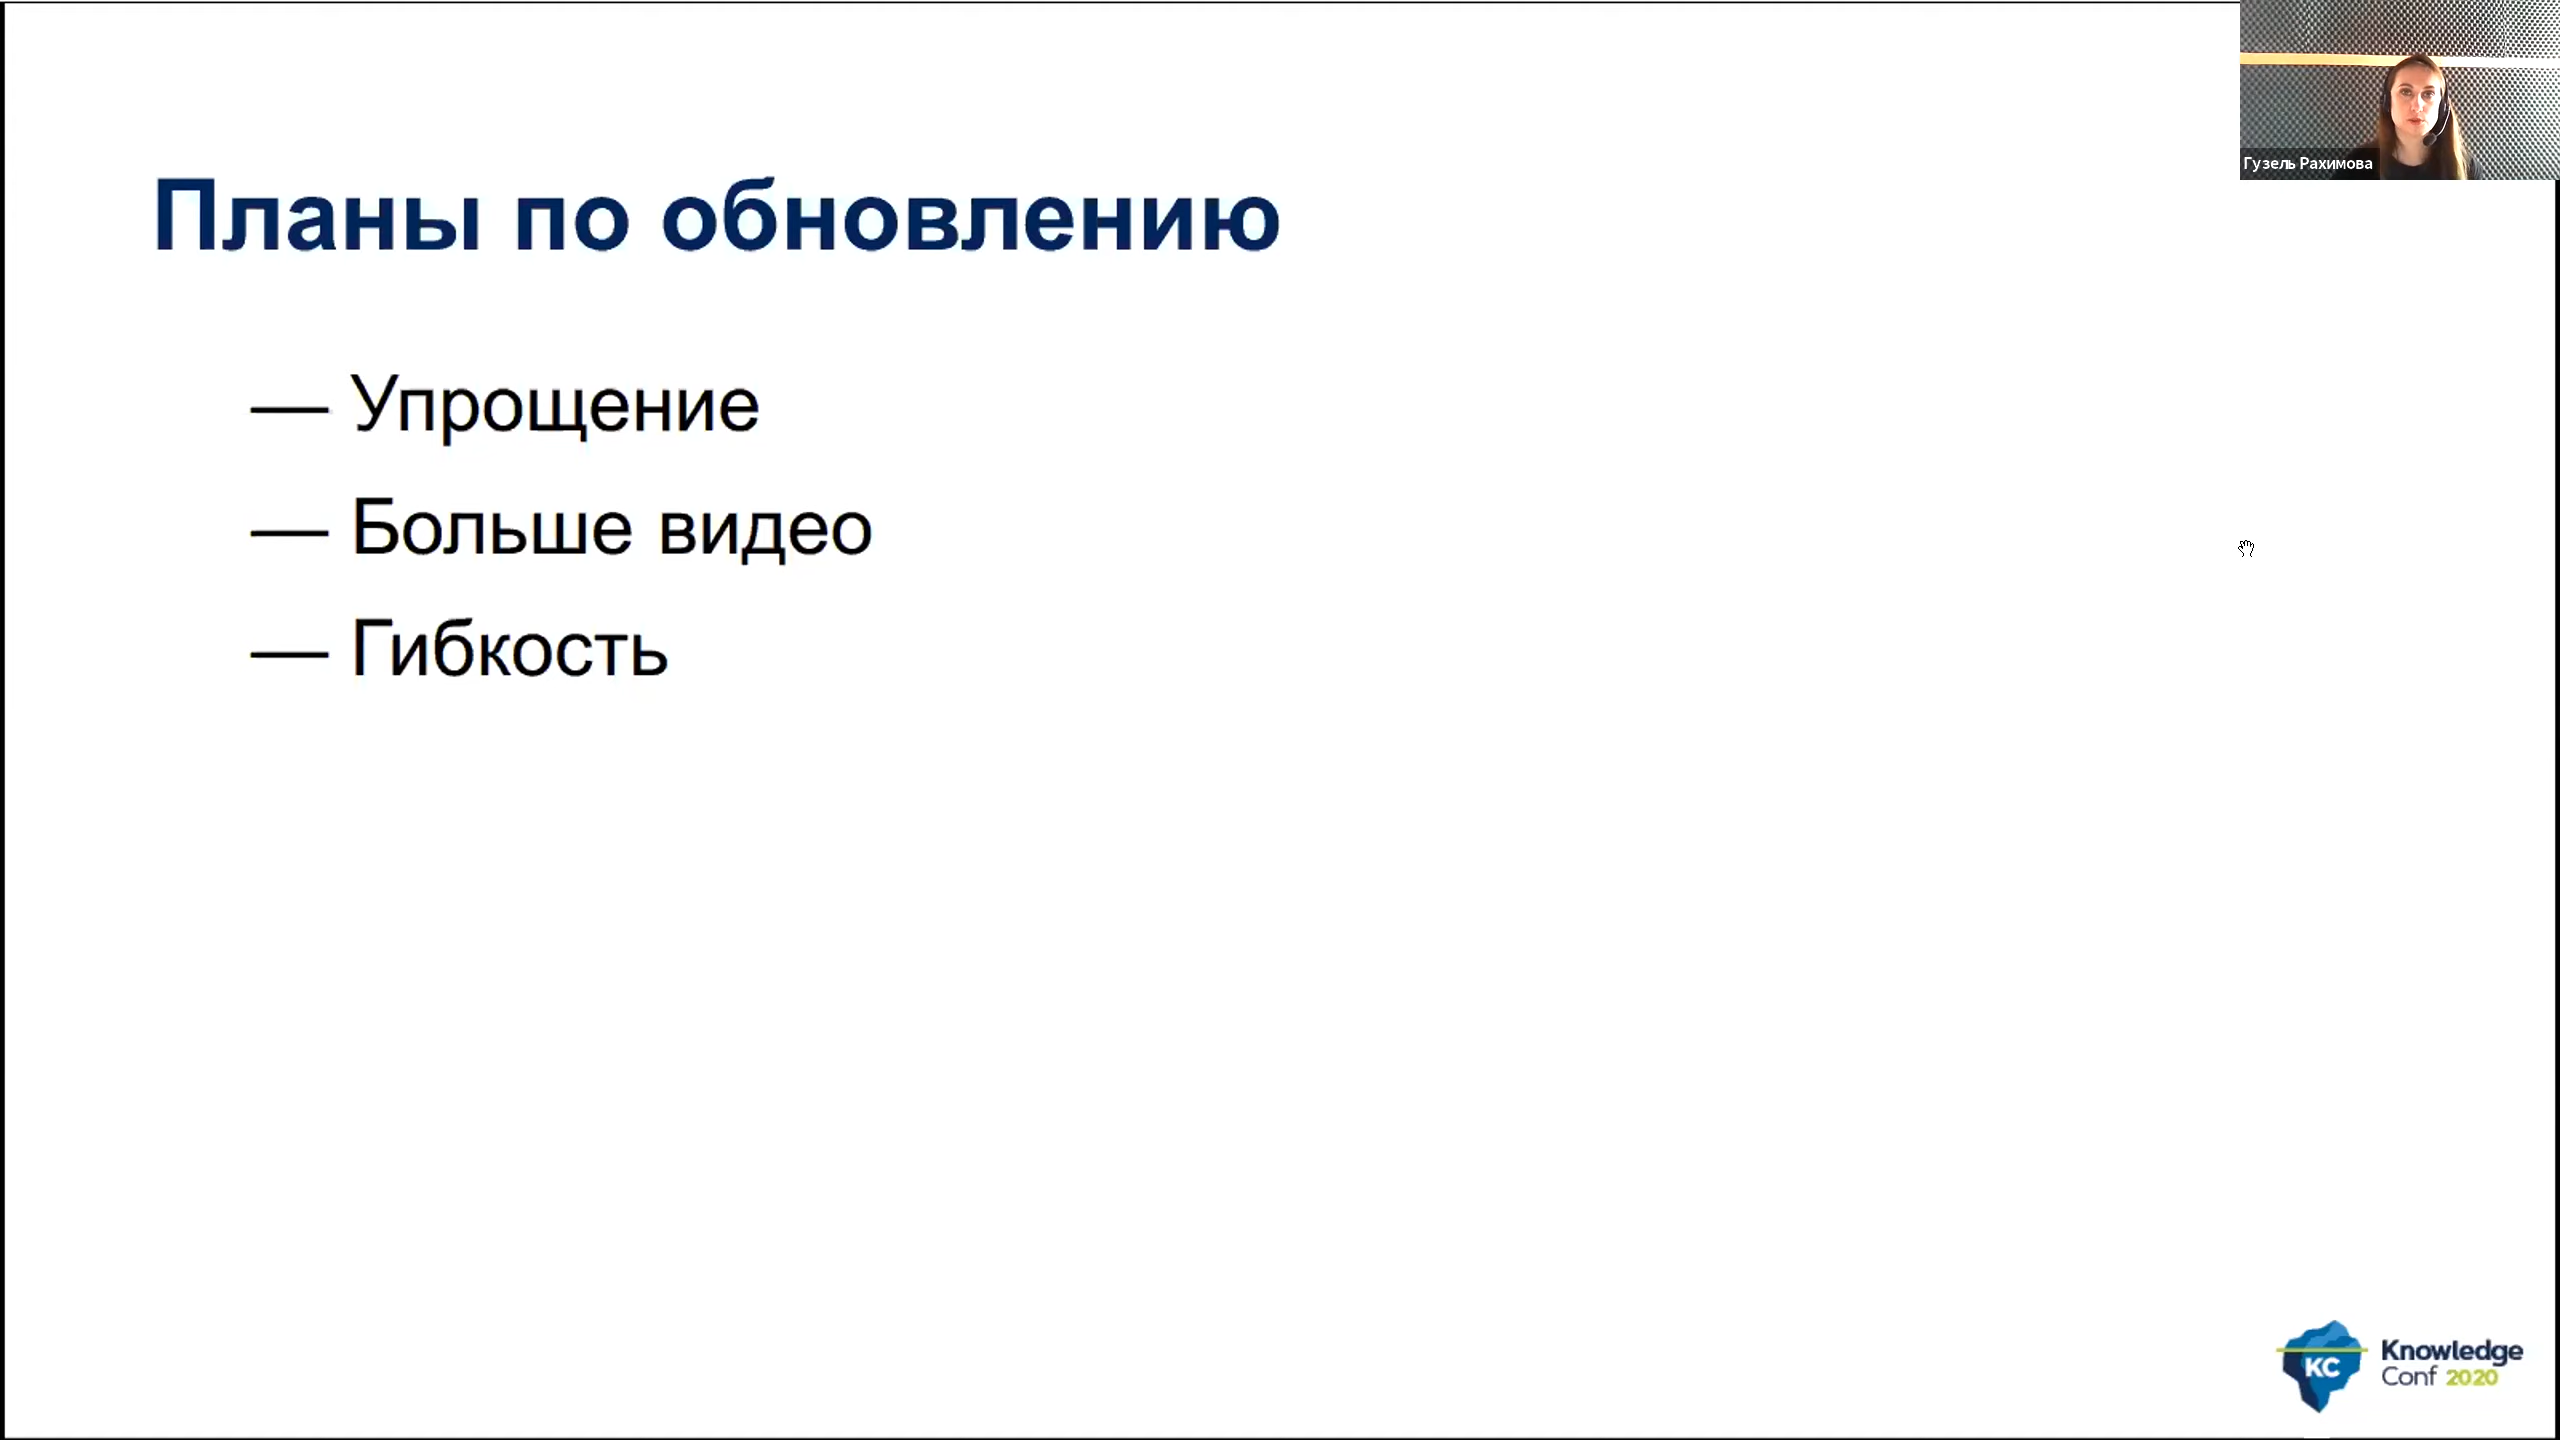 Гузель Рахимова
Планы по обновлению
— Упрощение
— Больше видео
— Гибкость
KC
Knowledge
Conf 2020